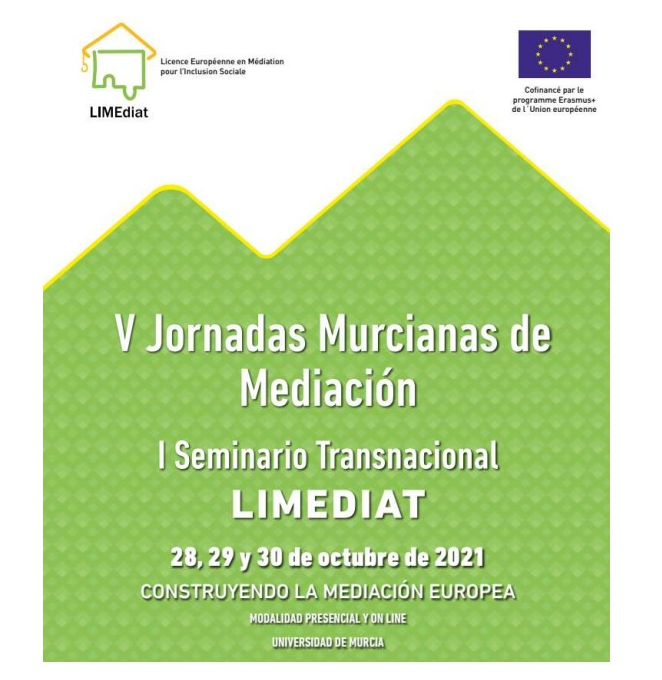 Licence Européenne en Médiation
pour l'Inclusion Sociale
LIMEdiat
Cofinancé par le
programme Erasmus+
de l´Union européenne
V Jornadas Murcianas de
Mediación
I Seminario Transnacional
LIMEDIAT
28, 29 y 30 de octubre de 2021
CONSTRUYENDO LA MEDIACIÓN EUROPEA
MODALIDAD PRESENCIAL Y ON LINE
UNIVERSIDAD DE MURCIA